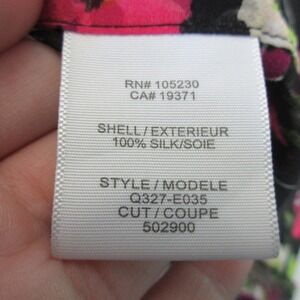 RN# 105230
CA# 19371
SHELL/EXTERIEUR
100% SILK/SOIE
STYLE/MODELE
Q327-E035
CUT/COUPE
502900